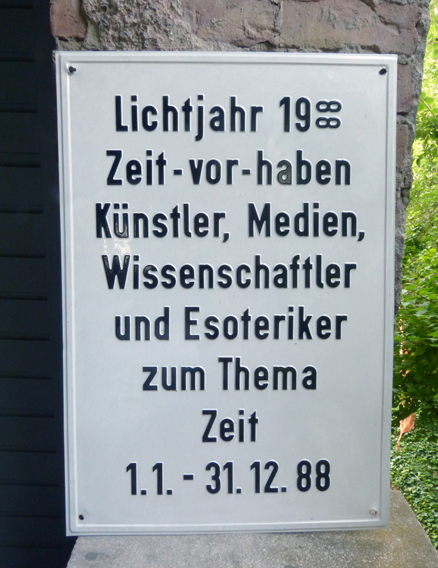 Lichtjahr 1988
Zeit-vor-haben
Künstler, Medien,
Wissenschaftler
und Esoteriker
zum Thema
Zeit
1.1. - 31.12.88